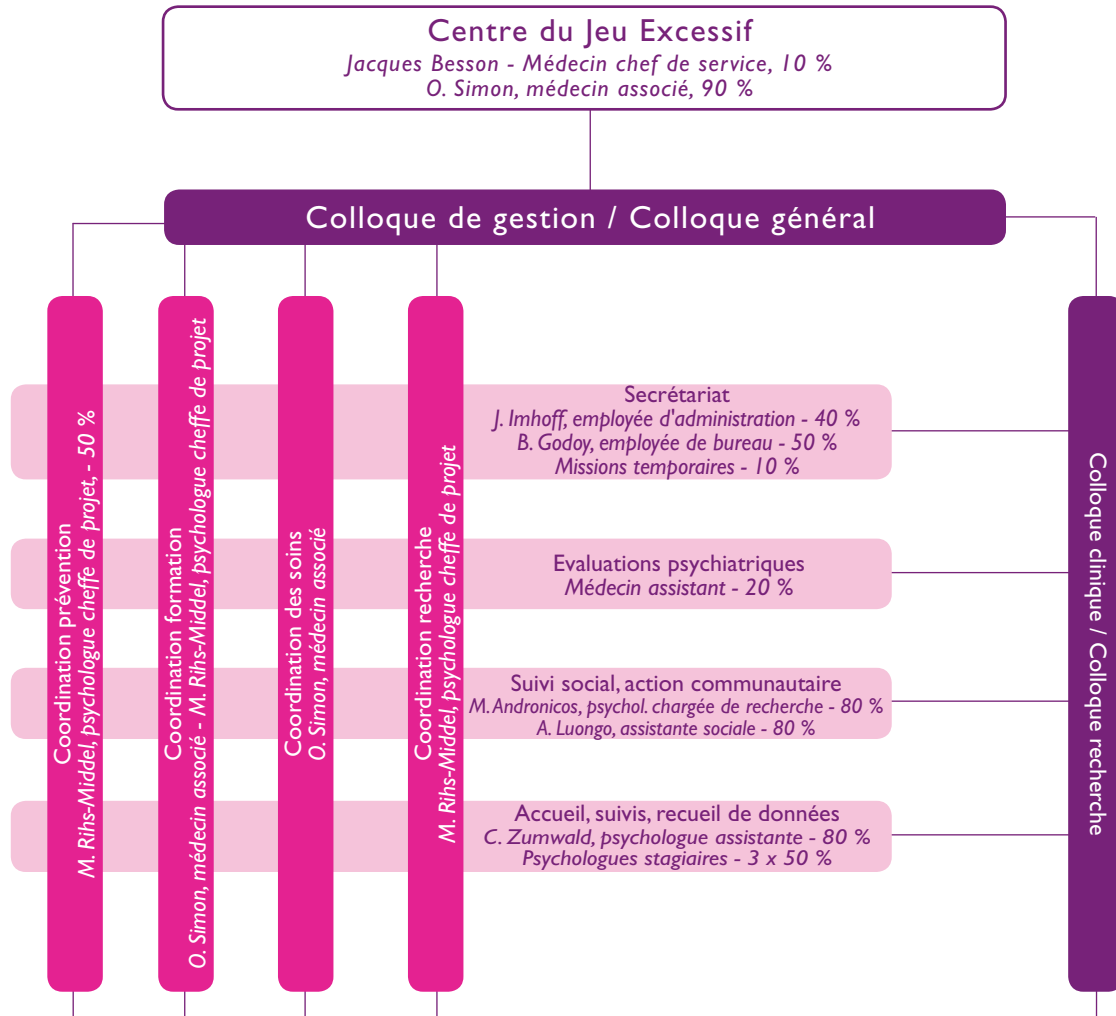 Centre du Jeu Excessif
Jacques Besson - Médecin chef de service, 10 %
O. Simon, médecin associé, 90 %
Colloque de gestion / Colloque général
Coordination prévention
M. Rihs-Middel, psychologue cheffe de projet, - 50 %
Coordination formation
O. Simon, médecin associé - M. Rihs-Middel, psychologue cheffe de projet
Coordination des soins
O. Simon, médecin associé
Coordination recherche
M. Rihs-Middel, psychologue cheffe de projet
Secrétariat
J. Imhoff, employée d'administration - 40 %
B. Godoy, employée de bureau - 50 %
Missions temporaires - 10 %
Evaluations psychiatriques
Médecin assistant - 20 %
Suivi social, action communautaire
M. Andronicos, psychol. chargée de recherche - 80 %
A. Luongo, assistante sociale - 80 %
Accueil, suivis, recueil de données
C. Zumwald, psychologue assistante - 80 %
Psychologues stagiaires - 3 x 50 %
Colloque clinique / Colloque recherche